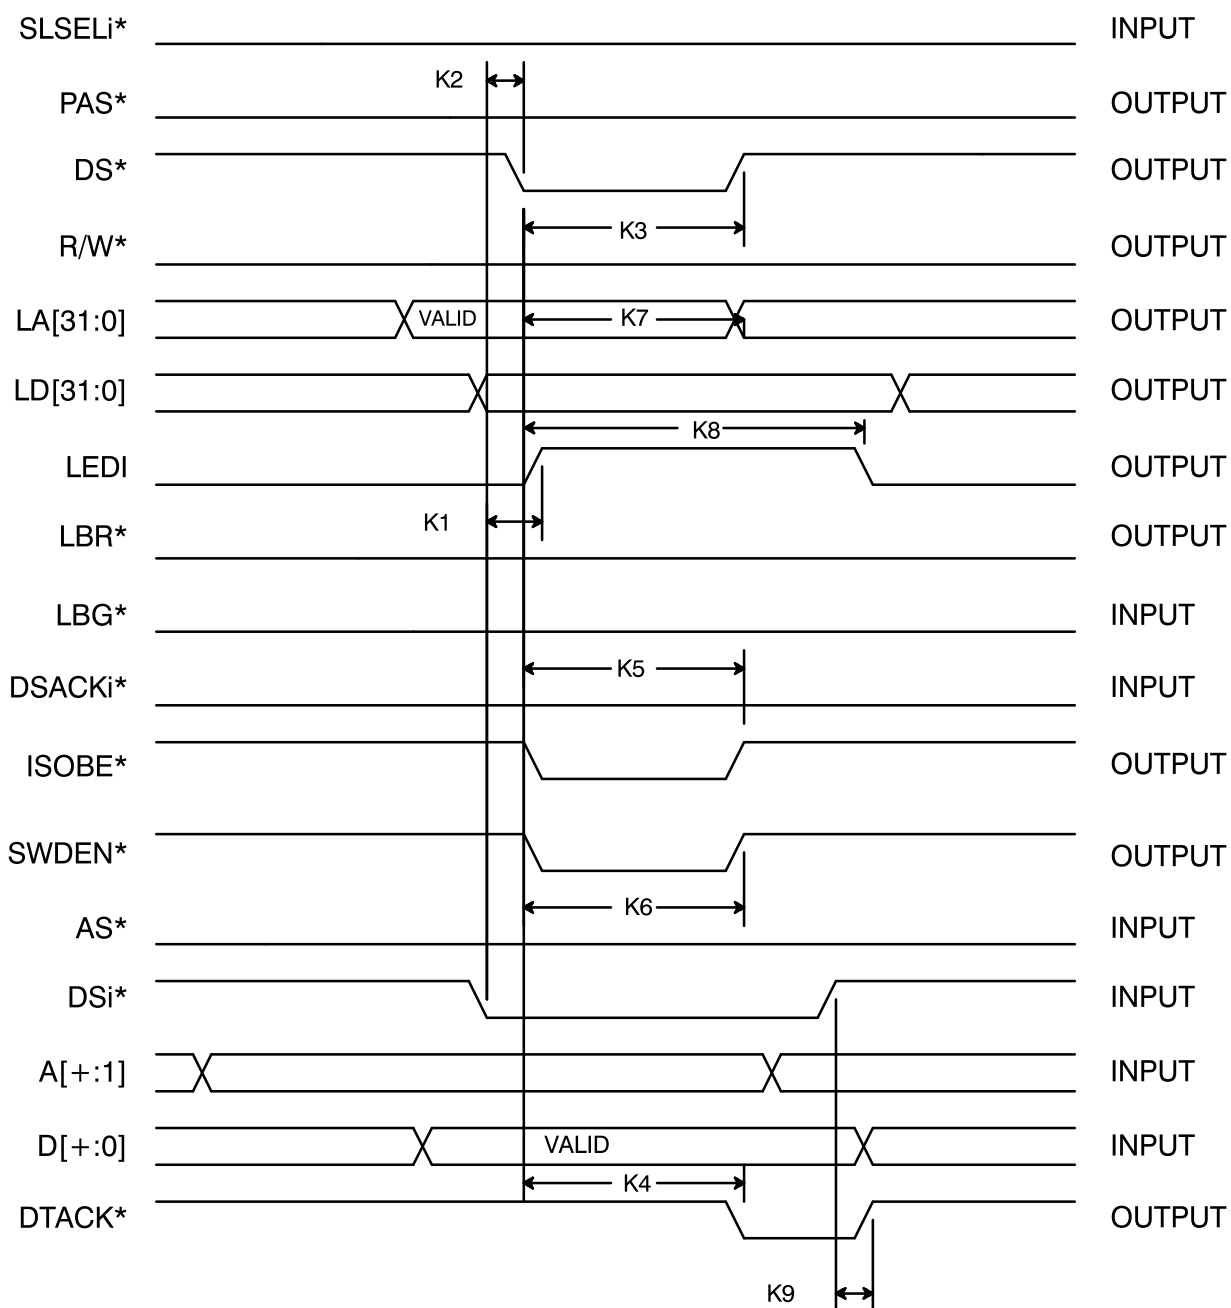 SLSELi* INPUT
K2
PAS* OUTPUT
DS* OUTPUT
K3
R/W* OUTPUT
LA[31:0] VALID K7 OUTPUT
LD[31:0] OUTPUT
K8
LEDI OUTPUT
K1
LBR* OUTPUT
LBG* INPUT
K5
DSACKi* INPUT
ISOBE* OUTPUT
SWDEN* OUTPUT
K6
AS* INPUT
DSi* INPUT
A[+:1] INPUT
D[+:0] VALID INPUT
K4
DTACK* OUTPUT
K9